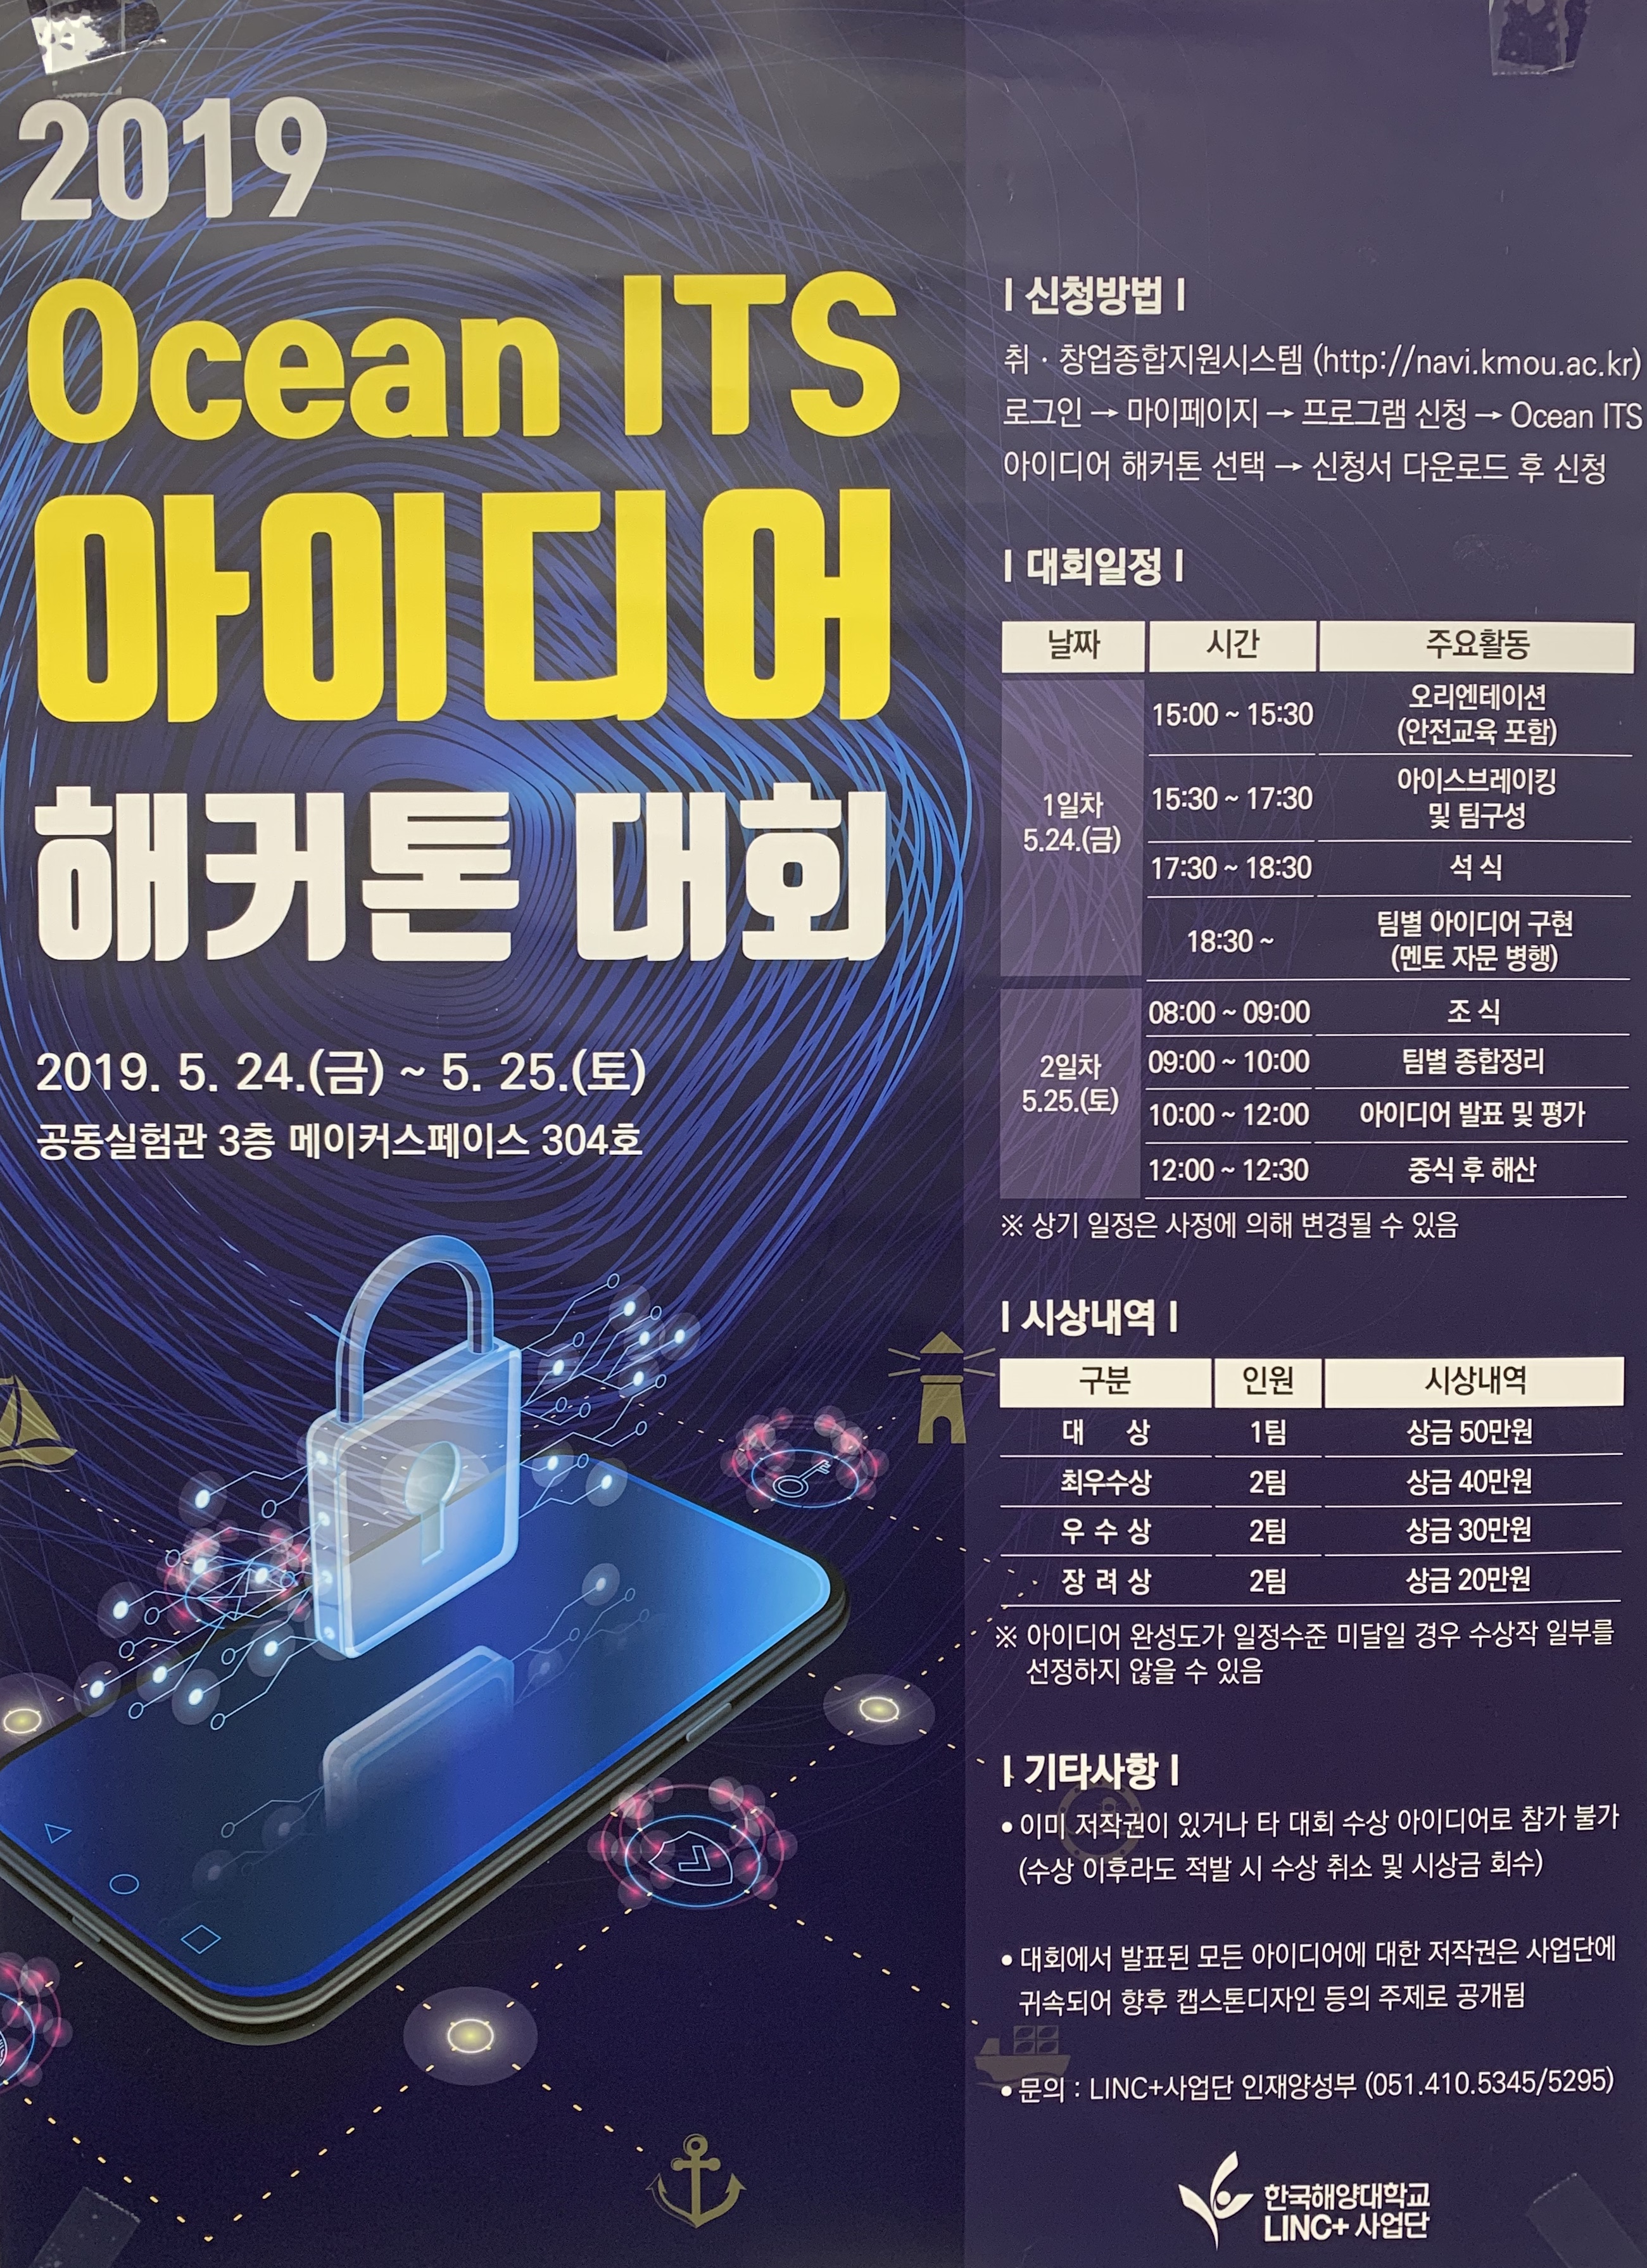 2019
Ocean ITS
아이디어
해커톤 대회
2019. 5. 24.(금) ~ 5. 25.(토)
공동실험관 3층 메이커스페이스 304호
| 신청방법 |
취 · 창업종합지원시스템 (http://navi.kmou.ac.kr)
로그인 → 마이페이지 → 프로그램 신청 → Ocean ITS
아이디어 해커톤 선택 → 신청서 다운로드 후 신청
| 대회일정 |
날짜 시간 주요활동
1일차
5.24.(금)
15:00 ~ 15:30 오리엔테이션
(안전교육 포함)
15:30 ~ 17:30 아이스브레이킹
및 팀구성
17:30 ~ 18:30 석 식
18:30 ~ 팀별 아이디어 구현
(멘토 자문 병행)
2일차
5.25.(토)
08:00 ~ 09:00 조 식
09:00 ~ 10:00 팀별 종합정리
10:00 ~ 12:00 아이디어 발표 및 평가
12:00 ~ 12:30 중식 후 해산
※ 상기 일정은 사정에 의해 변경될 수 있음
| 시상내역 |
구분 인원 시상내역
대 상 1팀 상금 50만원
최우수상 2팀 상금 40만원
우 수 상 2팀 상금 30만원
장 려 상 2팀 상금 20만원
※ 아이디어 완성도가 일정수준 미달일 경우 수상작 일부를
선정하지 않을 수 있음
| 기타사항 |
• 이미 저작권이 있거나 타 대회 수상 아이디어로 참가 불가
(수상 이후라도 적발 시 수상 취소 및 시상금 회수)
• 대회에서 발표된 모든 아이디어에 대한 저작권은 사업단에
귀속되어 향후 캡스톤디자인 등의 주제로 공개됨
• 문의 : LINC+사업단 인재양성부 (051.410.5345/5295)
한국해양대학교
LINC+ 사업단